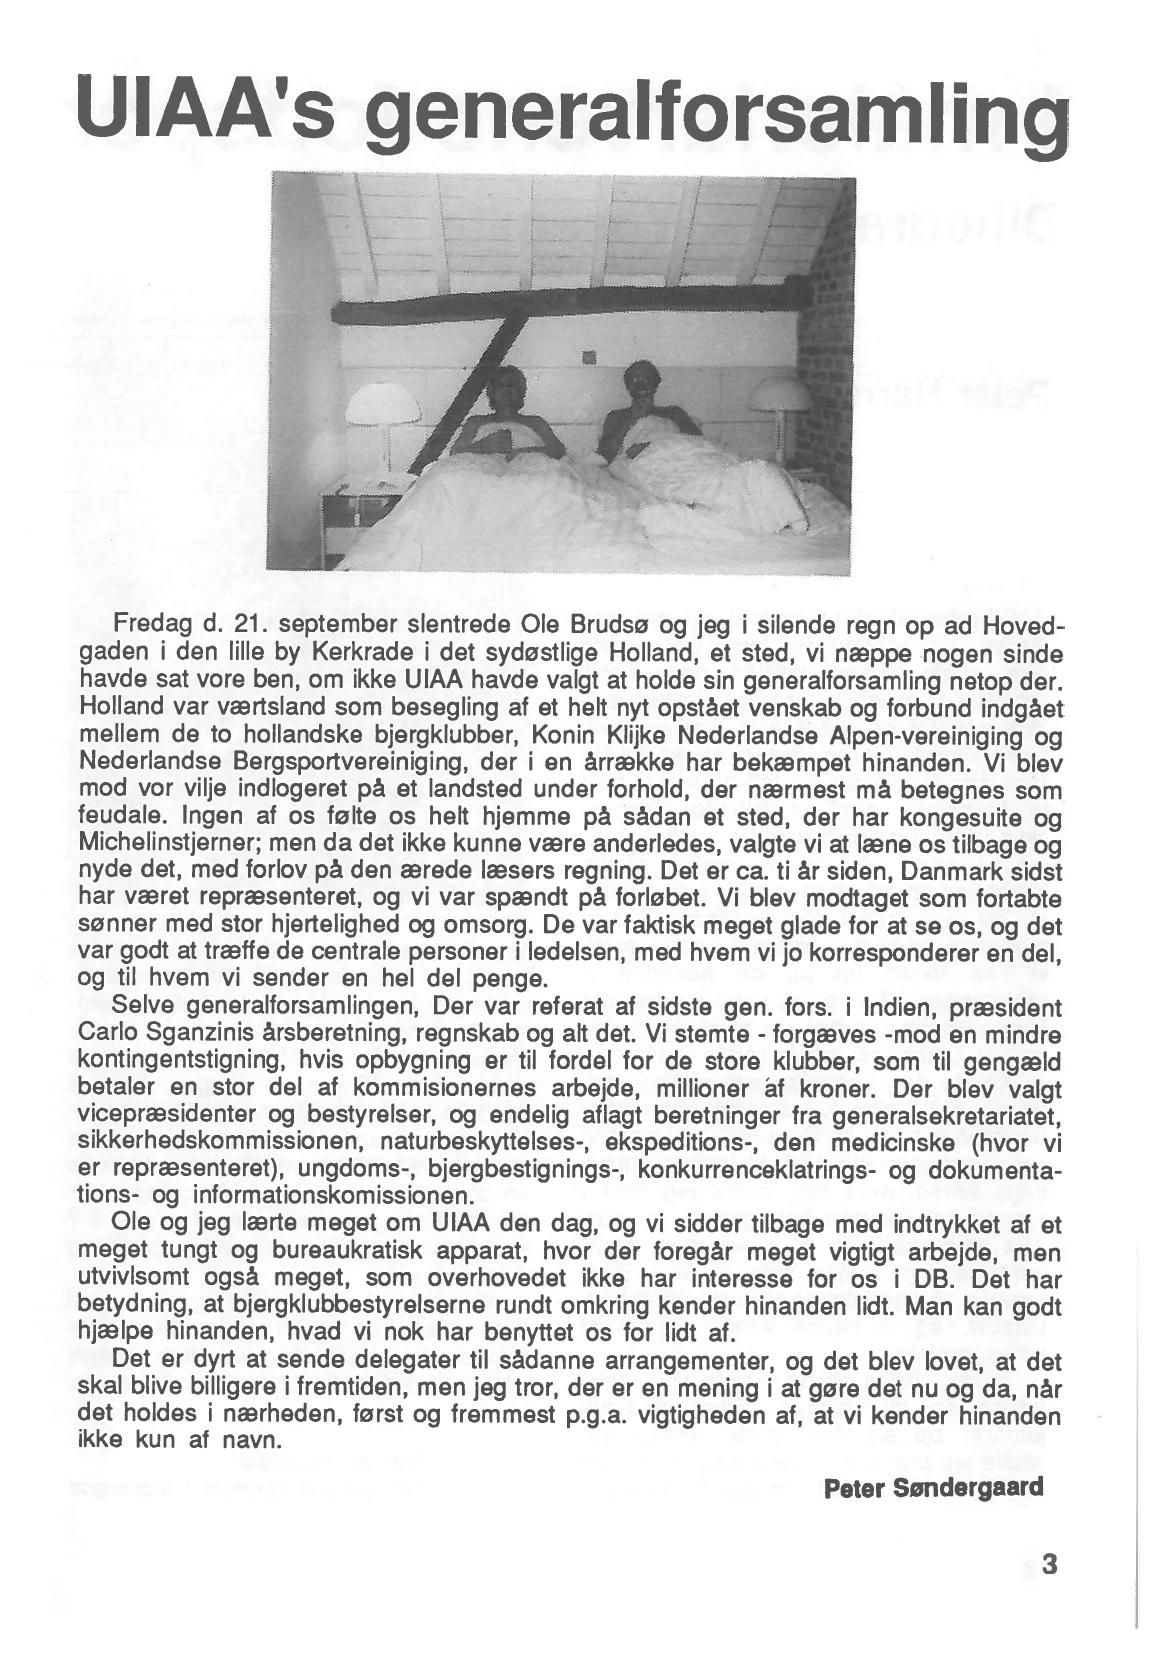 UIAA's generalforsamling
Fredag d. 21. september slentrede Ole Brudsø og jeg i silende regn op ad Hoved-
gaden i den lille by Kerkrade i det sydøstlige Holland, et sted, vi næppe nogen sinde
havde sat vore ben, om ikke UIAA havde valgt at holde sin generalforsamling netop der.
Holland var værtsland som besegling af et helt nyt opstået venskab og forbund indgået
mellem de to hollandske bjergklubber, Konin Klijke Nederlandse Alpen-vereiniging og
Nederlandse Bergsportvereiniging, der i en årrække har bekæmpet hinanden. Vi blev
mod vor vilje indlogeret på et landsted under forhold, der nærmest må betegnes som
feudale. Ingen af os følte os helt hjemme på sådan et sted, der har kongesuite og
Michelinstjerner; men da det ikke kunne være anderledes, valgte vi at læne os tilbage og
nyde det, med forlov på den ærede læsers regning. Det er ca. ti år siden, Danmark sidst
har været repræsenteret, og vi var spændt på forløbet. Vi blev modtaget som fortabte
sønner med stor hjertelighed og omsorg. De var faktisk meget glade for at se os, og det
var godt at træffe de centrale personer i ledelsen, med hvem vi jo korresponderer en del,
og til hvem vi sender en hel del penge.
Selve generalforsamlingen, Der var referat af sidste gen. fors. i Indien, præsident
Carlo Sganzinis årsberetning, regnskab og alt det. Vi stemte - forgæves -mod en mindre
kontingentstigning, hvis opbygning er til fordel for de store klubber, som til gengæld
betaler en stor del af kommisionernes arbejde, millioner af kroner. Der blev valgt
vicepræsidenter og bestyrelser, og endelig aflagt beretninger fra generalsekretariatet,
sikkerhedskommissionen, naturbeskyttelses-, ekspeditions-, den medicinske (hvor vi
er repræsenteret), ungdoms-, bjergbestignings-, konkurrenceklatrings- og dokumenta-
tions- og informationskomissionen.
Ole og jeg lærte meget om UIAA den dag, og vi sidder tilbage med indtrykket af et
meget tungt og bureaukratisk apparat, hvor der foregår meget vigtigt arbejde, men
utvivlsomt også meget, som overhovedet ikke har interesse for os i DB. Det har
betydning, at bjergklubbestyrelserne rundt omkring kender hinanden lidt. Man kan godt
hjælpe hinanden, hvad vi nok har benyttet os for lidt af.
Det er dyrt at sende delegater til sådanne arrangementer, og det blev lovet, at det
skal blive billigere i fremtiden, men jeg tror, der er en mening i at gøre det nu og da, når
det holdes i nærheden, først og fremmest p.g.a. vigtigheden af, at vi kender hinanden
ikke kun af navn.
Peter Søndergaard
3